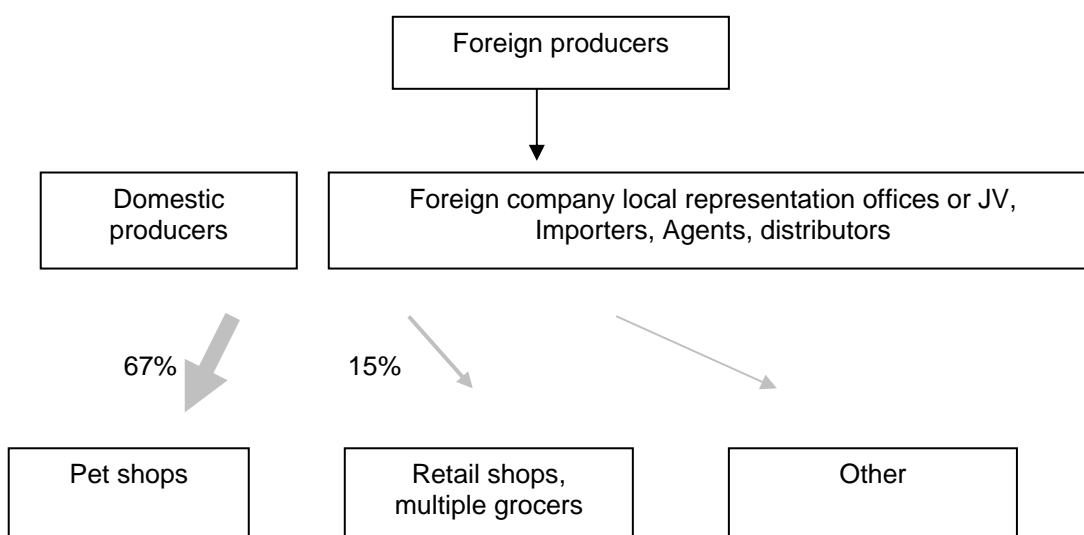 Foreign producers
Domestic
producers
Foreign company local representation offices or JV,
Importers, Agents, distributors
67%
15%
Pet shops
Retail shops,
multiple grocers
Other